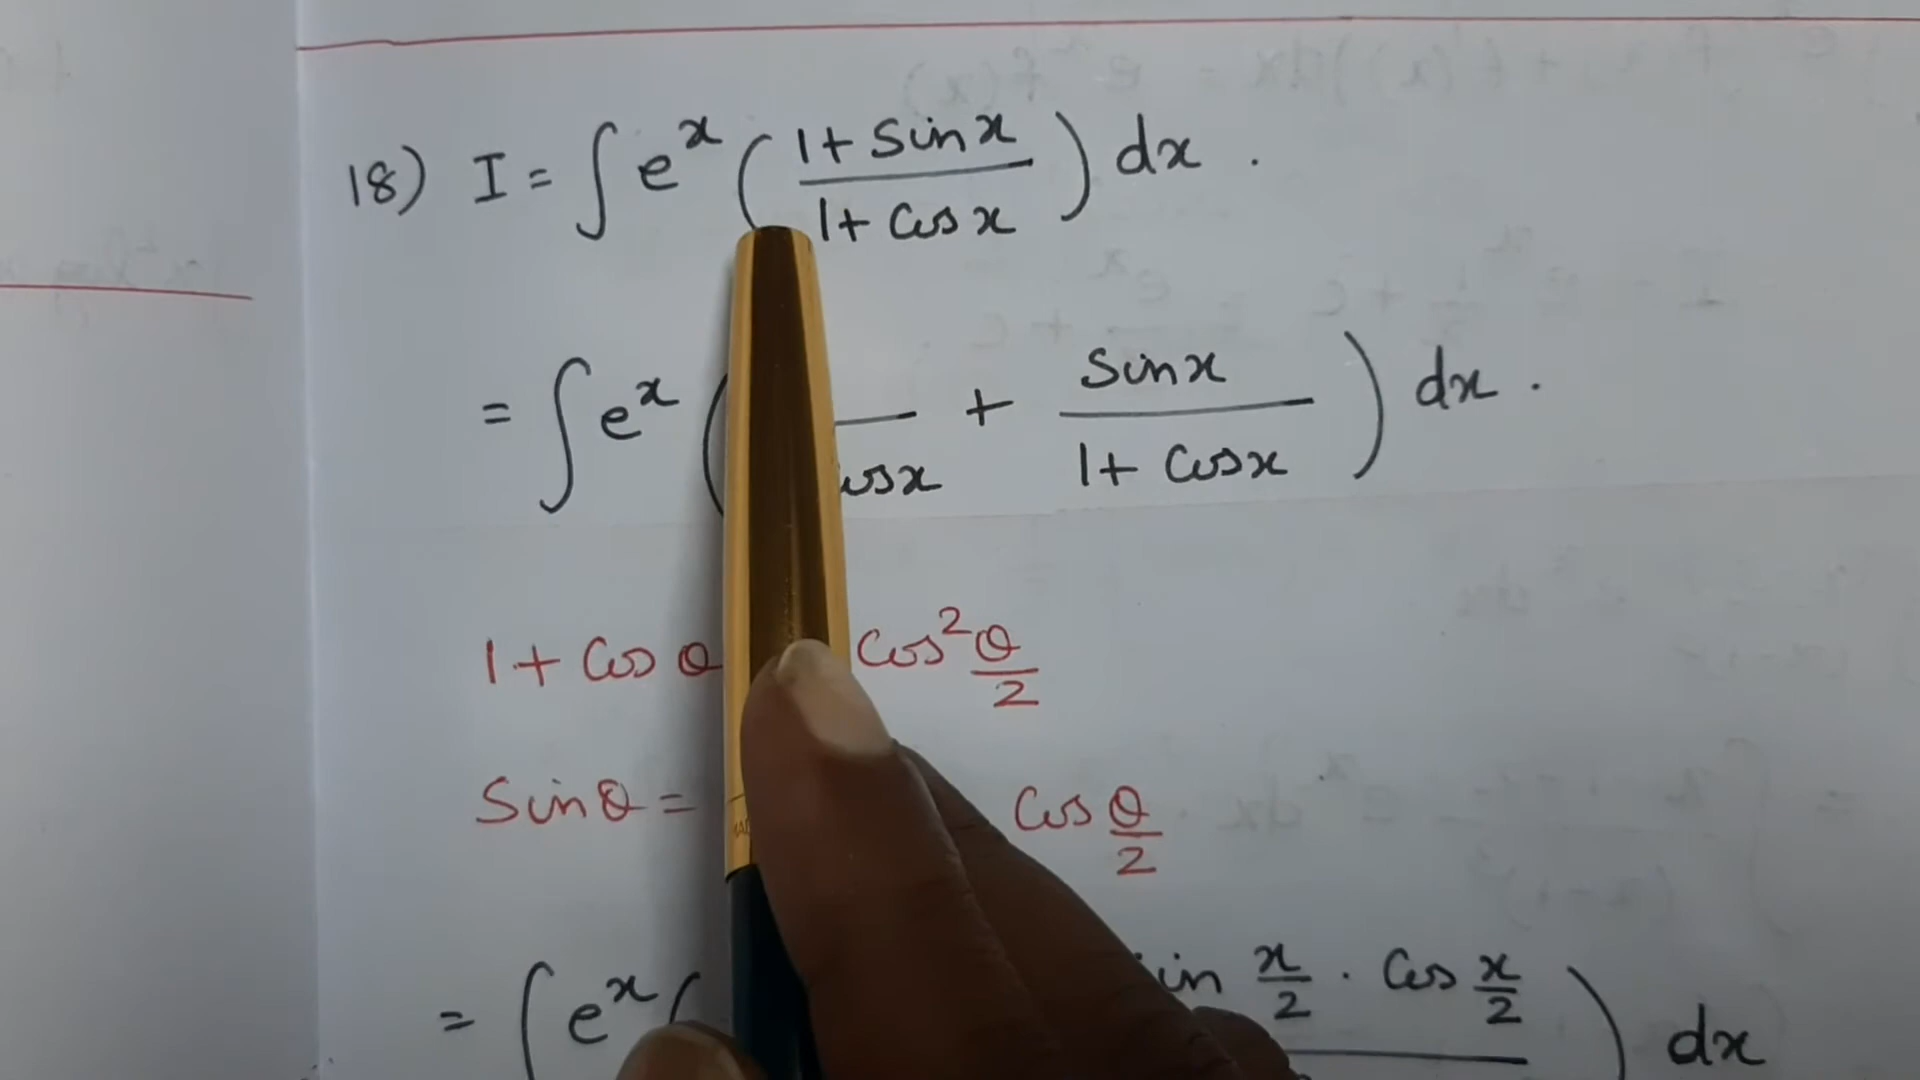 18) I = ∫ e^x ( (1 + Sin x) / (1 + Cos x) ) dx .
= ∫ e^x ( / cos x + Sin x / (1 + Cos x) ) dx .
1 + Cos θ Cos² θ/2
Sin θ = Cos θ/2
= ∫ e^x ( in x/2 . Cos x/2 ) dx